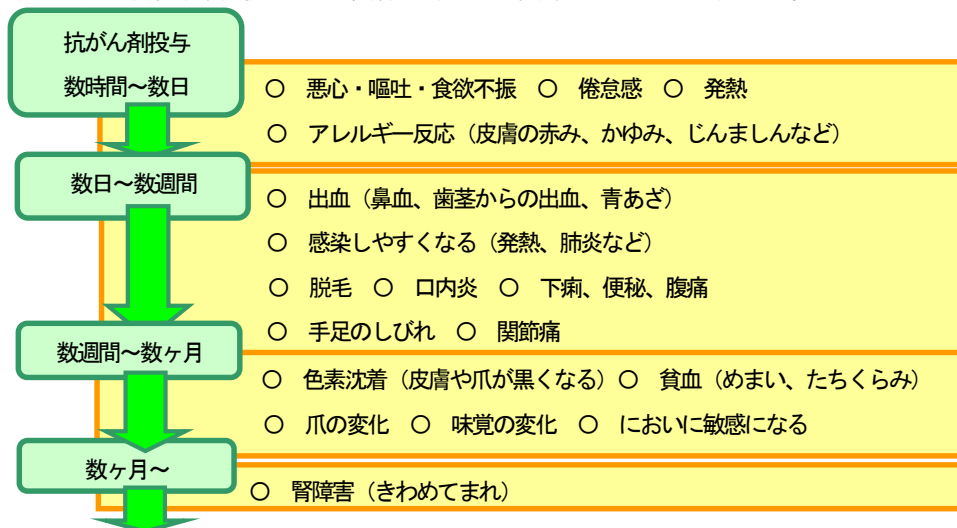 抗がん剤投与
数時間～数日
○ 悪心・嘔吐・食欲不振 ○ 倦怠感 ○ 発熱
○ アレルギー反応（皮膚の赤み、かゆみ、じんましんなど）
数日～数週間
○ 出血（鼻血、歯茎からの出血、青あざ）
○ 感染しやすくなる（発熱、肺炎など）
○ 脱毛 ○ 口内炎 ○ 下痢、便秘、腹痛
○ 手足のしびれ ○ 関節痛
数週間～数ヶ月
○ 色素沈着（皮膚や爪が黒くなる）○ 貧血（めまい、たちくらみ）
○ 爪の変化 ○ 味覚の変化 ○ においに敏感になる
数ヶ月～
○ 腎障害（きわめてまれ）